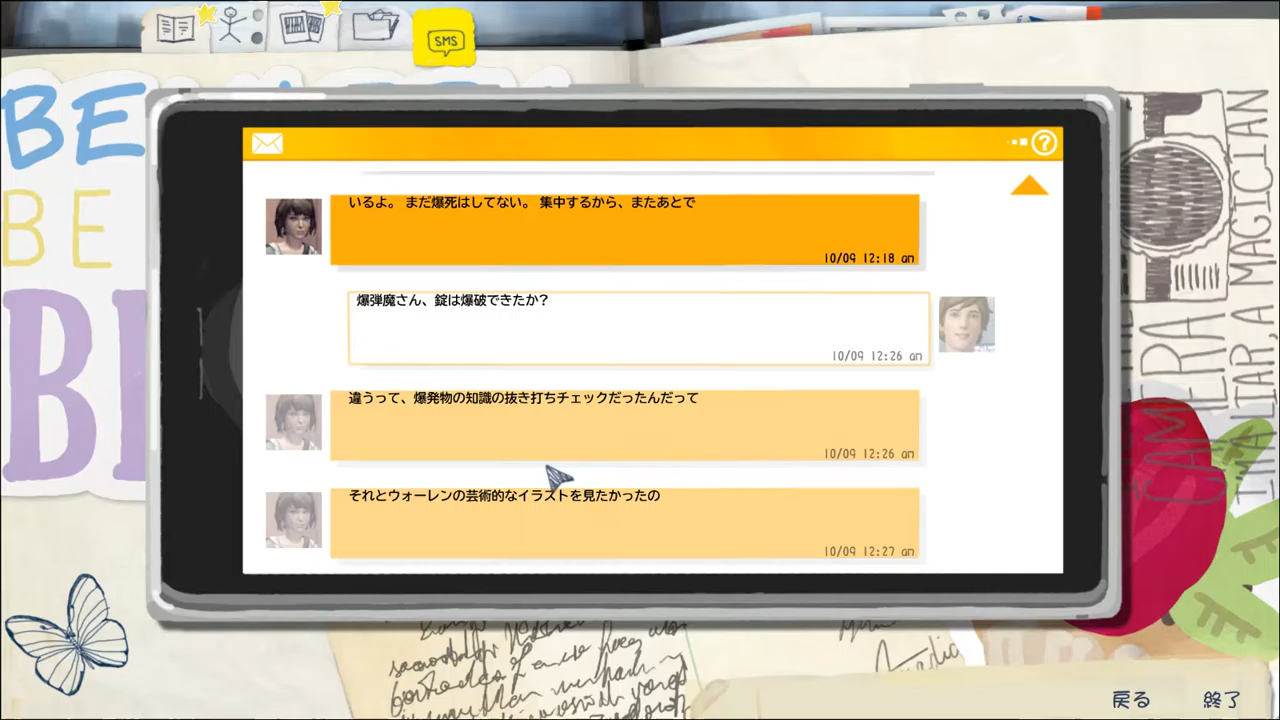 SMS
BE
BE
いるよ。 まだ爆死はしてない。 集中するから、またあとで
10/09 12:18 am
爆弾魔さん、錠は爆破できたか?
10/09 12:26 am
違うって、爆発物の知識の抜き打ちチェックだったんだって
10/09 12:26 am
それとウォーレンの芸術的なイラストを見たかったの
10/09 12:27 am
CAMERA
LIAR, A MAGICIAN
戻る
終了